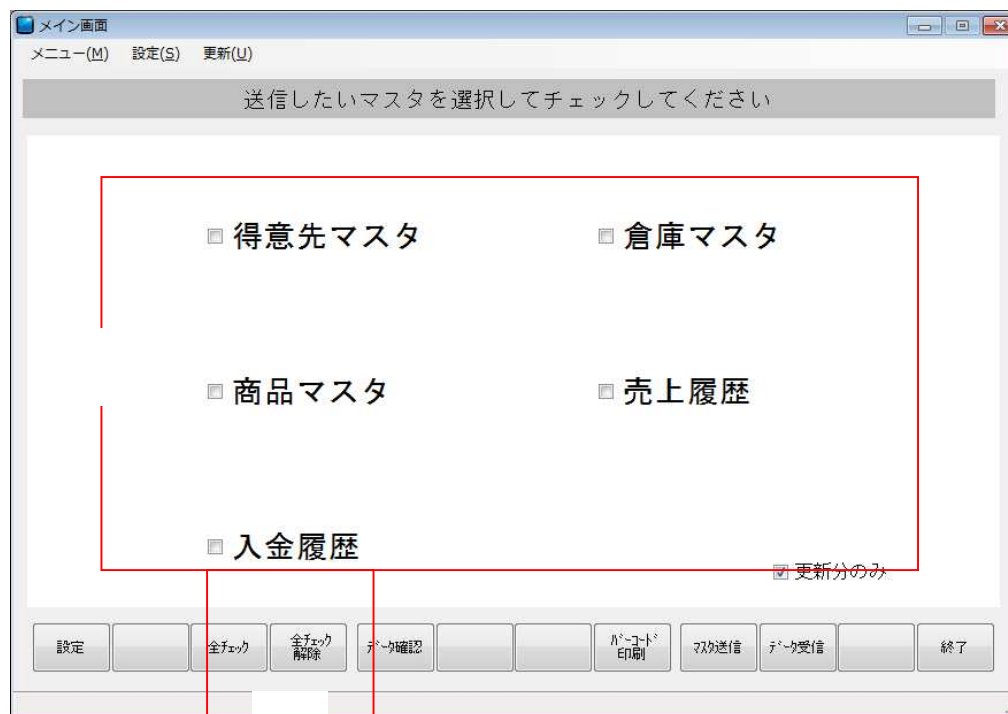 メイン画面
メニュー(M) 設定(S) 更新(U)
送信したいマスタを選択してチェックしてください
得意先マスタ 倉庫マスタ
商品マスタ 売上履歴
入金履歴
更新分のみ
設定 全ﾁｪｯｸ 全ﾁｪｯｸ解除 ﾃﾞｰﾀ確認 ﾊﾞｰｺｰﾄﾞ印刷 ﾏｽﾀ送信 ﾃﾞｰﾀ受信 終了